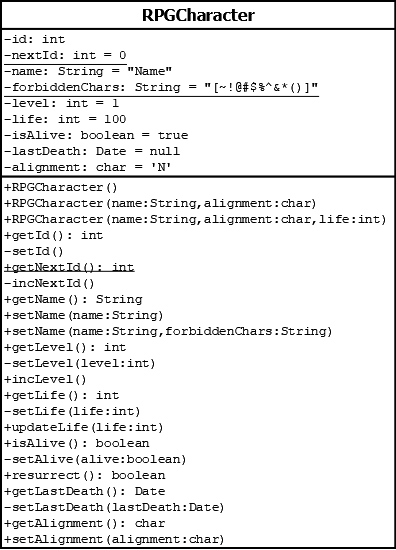 RPGCharacter
-id: int
-nextId: int = 0
-name: String = "Name"
-forbiddenChars: String = "[~!@#$%^&*()]"
-level: int = 1
-life: int = 100
-isAlive: boolean = true
-lastDeath: Date = null
-alignment: char = 'N'
+RPGCharacter()
+RPGCharacter(name:String,alignment:char)
+RPGCharacter(name:String,alignment:char,life:int)
+getId(): int
-setId()
+getNextId(): int
-incNextId()
+getName(): String
+setName(name:String)
+setName(name:String,forbiddenChars:String)
+getLevel(): int
-setLevel(level:int)
+incLevel()
+getLife(): int
-setLife(life:int)
+updateLife(life:int)
+isAlive(): boolean
-setAlive(alive:boolean)
+resurrect(): boolean
+getLastDeath(): Date
-setLastDeath(lastDeath:Date)
+getAlignment(): char
+setAlignment(alignment:char)